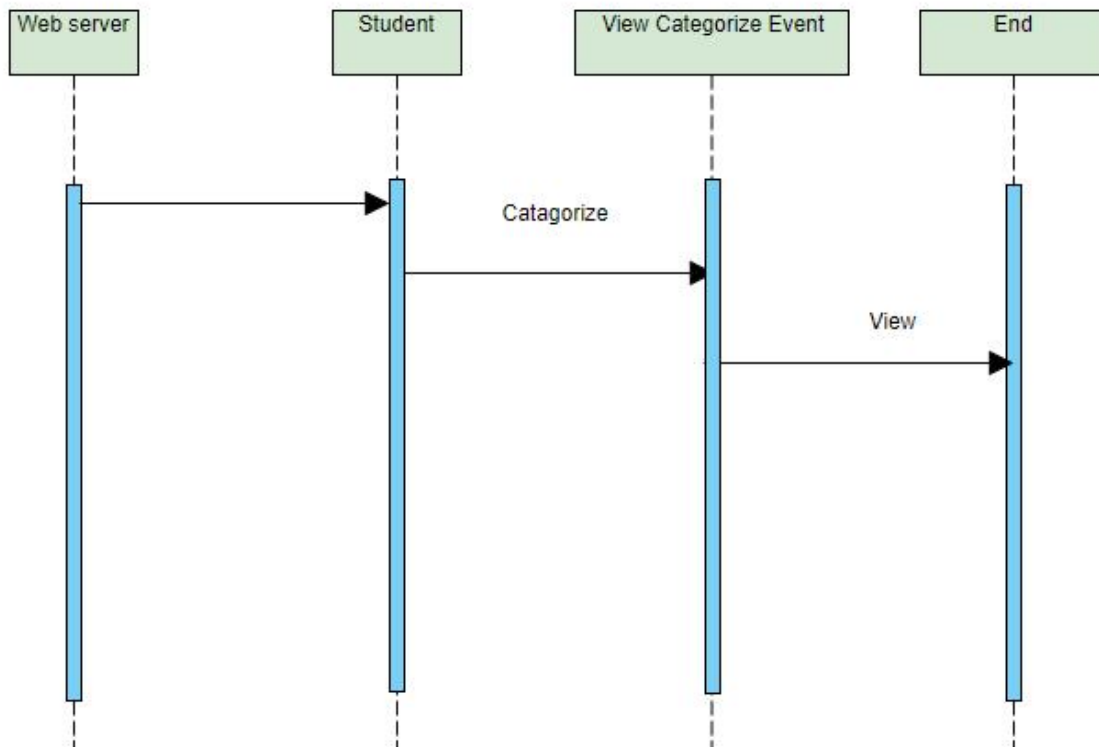 Web server
Student
View Categorize Event
End
Catagorize
View